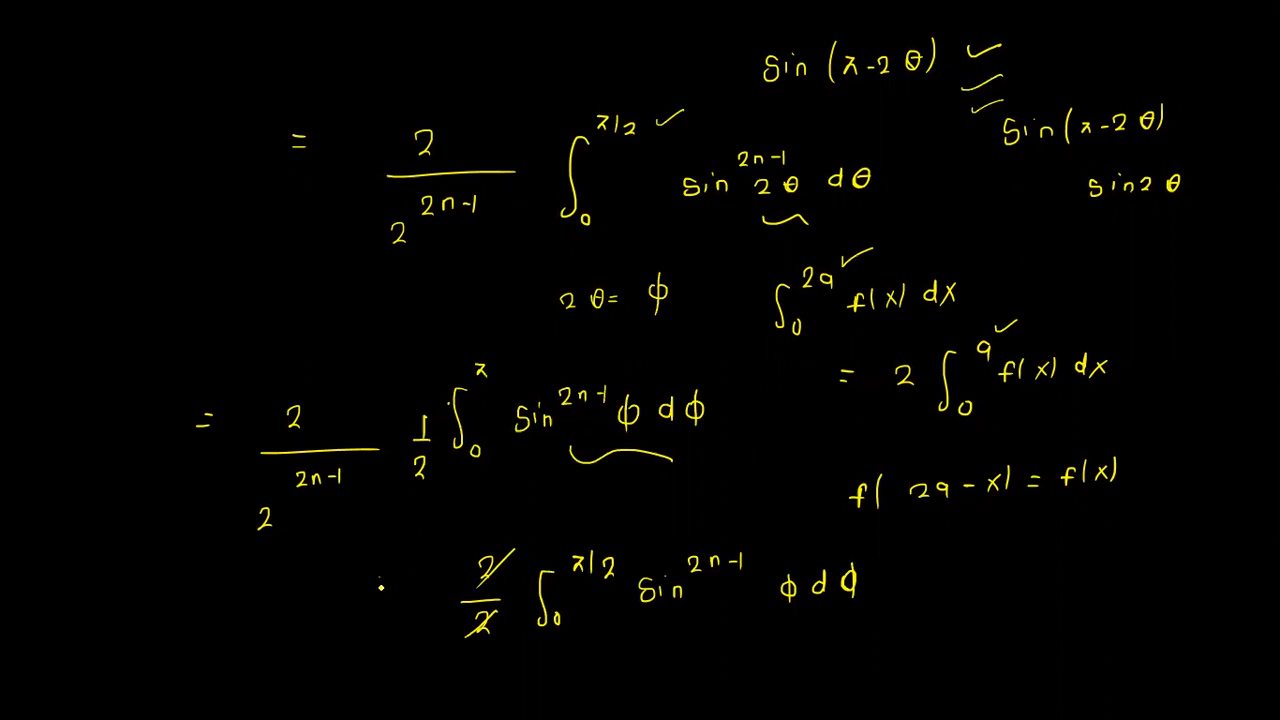 sin (π-2θ)
sin(π-2θ)
= 2/2^{2n-1} ∫_0^{π/2} sin^{2n-1} 2θ dθ
sin2θ
2θ= ϕ
∫_0^{2a} f(x) dx
= 2 ∫_0^a f(x) dx
= 2/2^{2n-1} 1/2 ∫_0^π sin^{2n-1} ϕ dϕ
f( 2a - x) = f(x)
2/2 ∫_0^{π/2} sin^{2n-1} ϕ dϕ